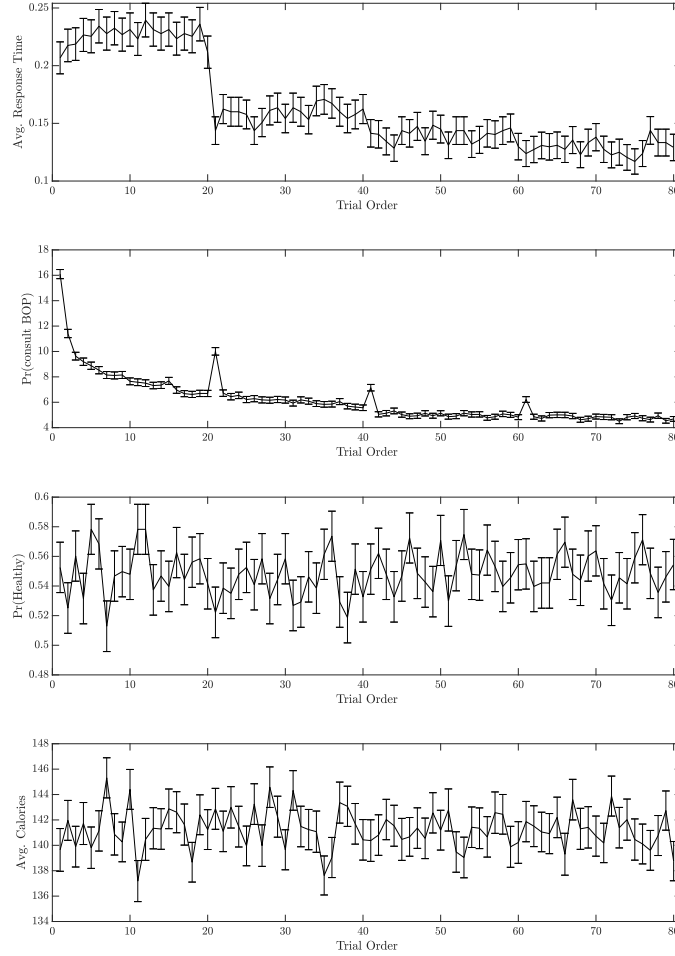 0.25
0.2
0.15
0.1
Avg. Response Time
0 10 20 30 40 50 60 70 80
Trial Order
18
16
14
12
10
8
6
4
Pr(consult BOP)
0 10 20 30 40 50 60 70 80
Trial Order
0.6
0.58
0.56
0.54
0.52
0.5
0.48
Pr(Healthy)
0 10 20 30 40 50 60 70 80
Trial Order
148
146
144
142
140
138
136
134
Avg. Calories
0 10 20 30 40 50 60 70 80
Trial Order